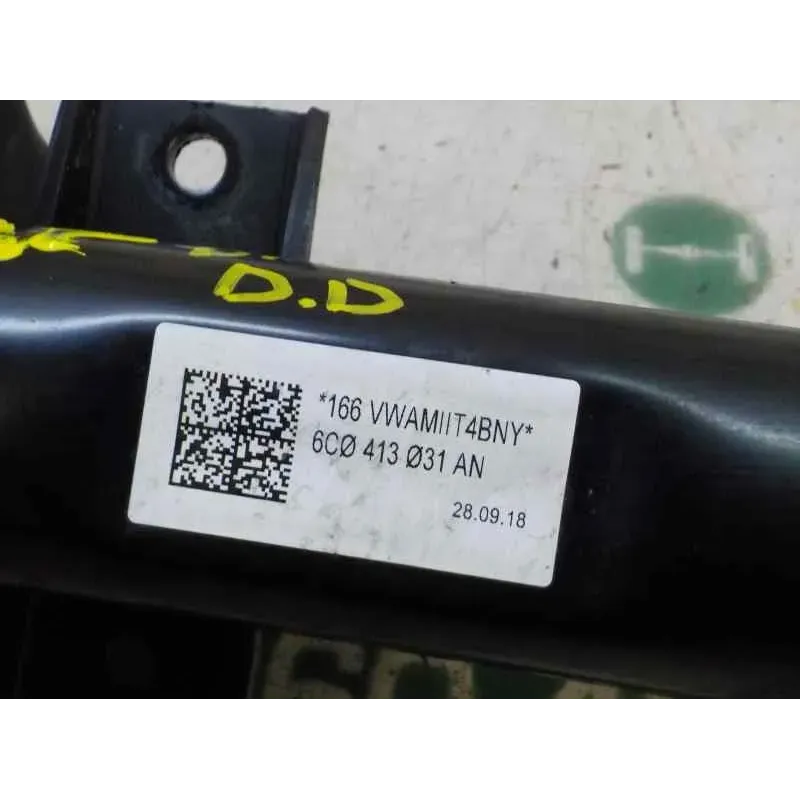 D.D
*166 VWAMIIT4BNY*
6CØ 413 Ø31 AN
28.09.18